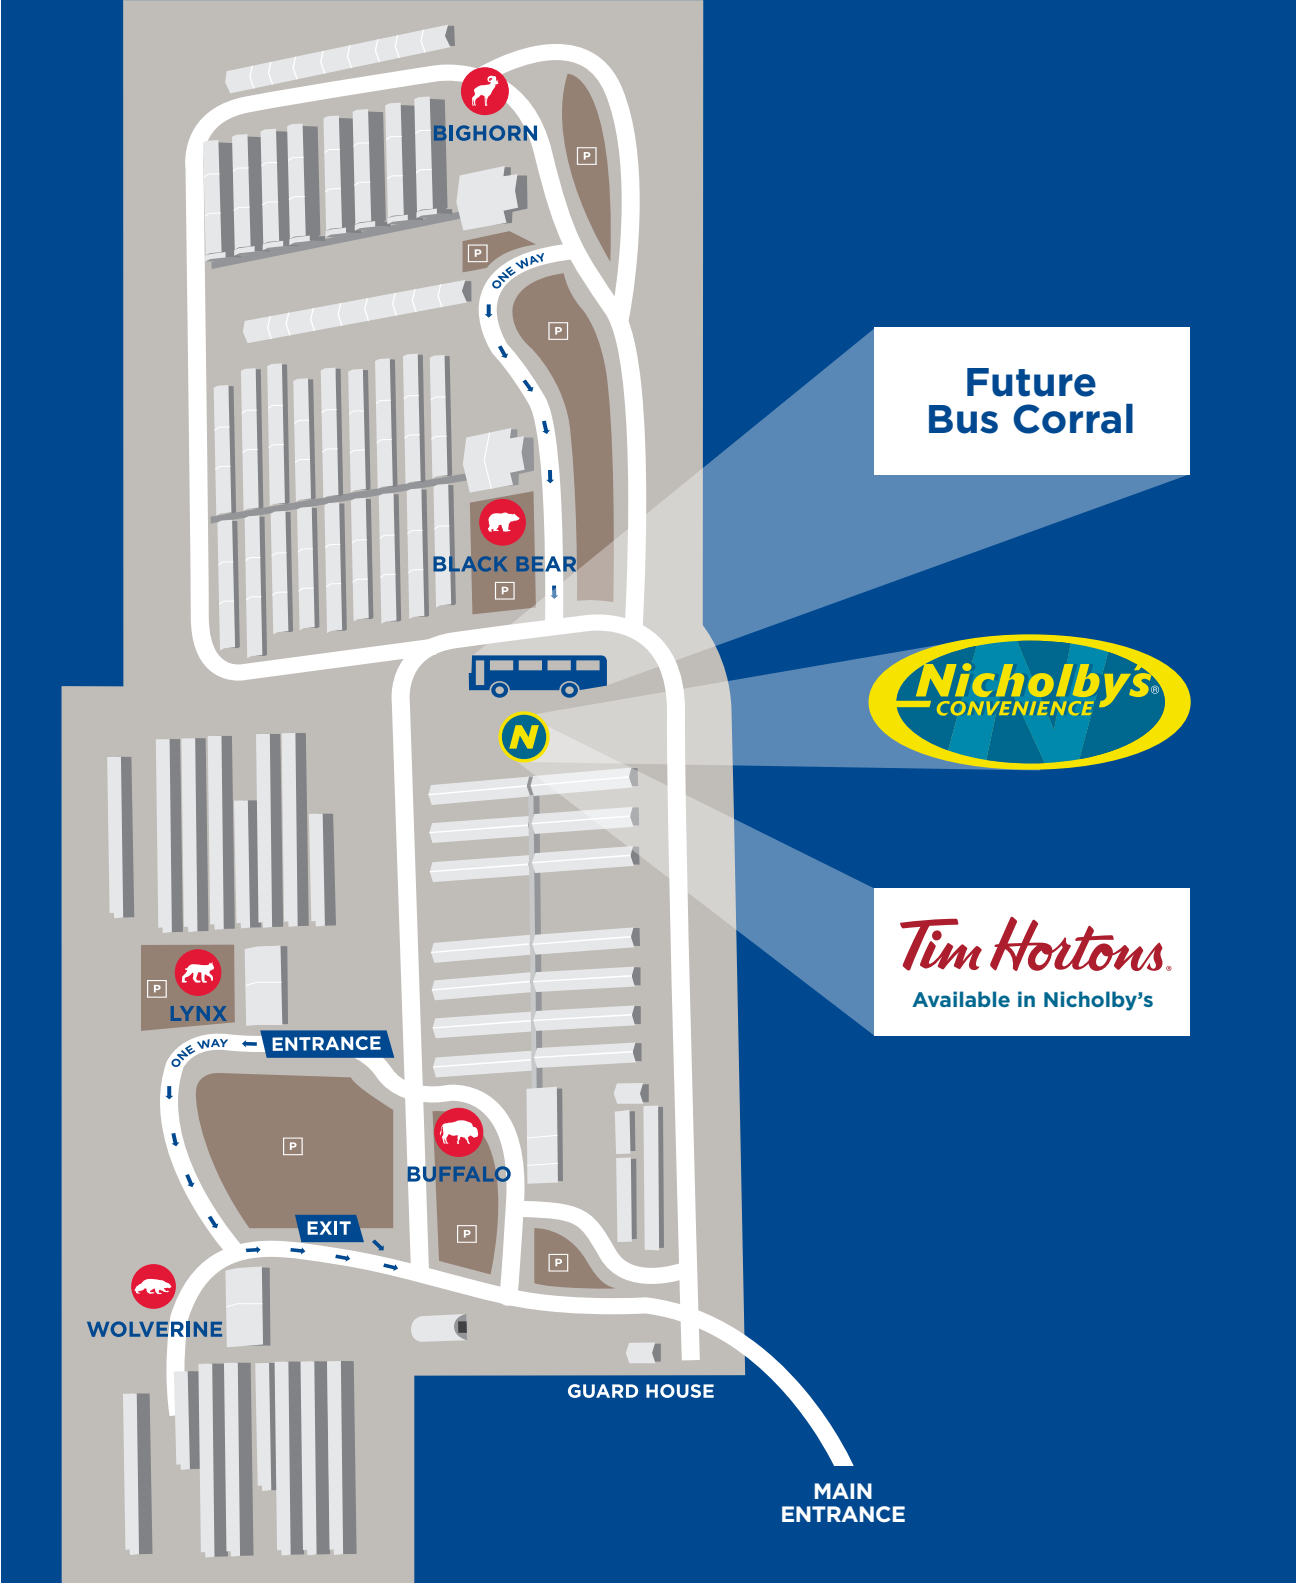 BIGHORN
P
P
ONE WAY
P
Future
Bus Corral
BLACK BEAR
P
Nicholby's®
CONVENIENCE
N
Tim Hortons®
Available in Nicholby's
P
LYNX
ENTRANCE
ONE WAY
P
BUFFALO
EXIT
P
P
WOLVERINE
GUARD HOUSE
MAIN
ENTRANCE